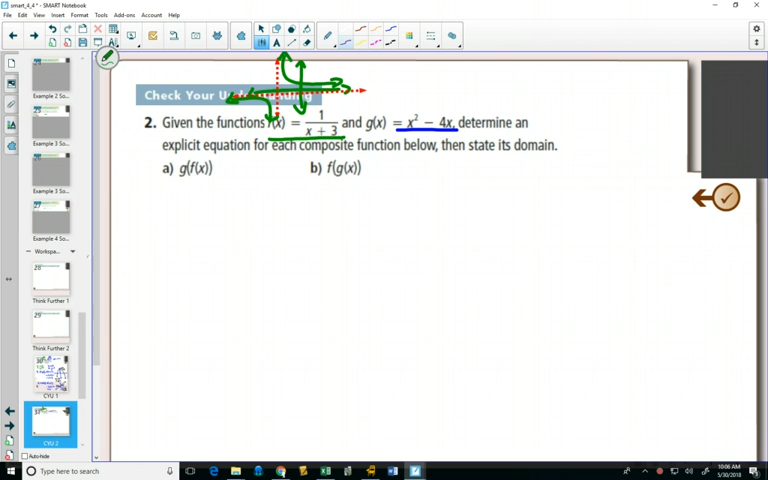 smart_4_4 * - SMART Notebook
File Edit View Insert Format Tools Add-ons Account Help
Example 2 So...
Example 3 So...
Example 3 So...
Example 4 So...
Workspa...
28
Think Further 1
29
Think Further 2
30
CYU 1
31
CYU 2
Auto-hide
Check Your
2. Given the functions f(x) = 1/(x + 3) and g(x) = x² − 4x, determine an
explicit equation for each composite function below, then state its domain.
a) g(f(x)) b) f(g(x))
Type here to search
10:06 AM
5/30/2018